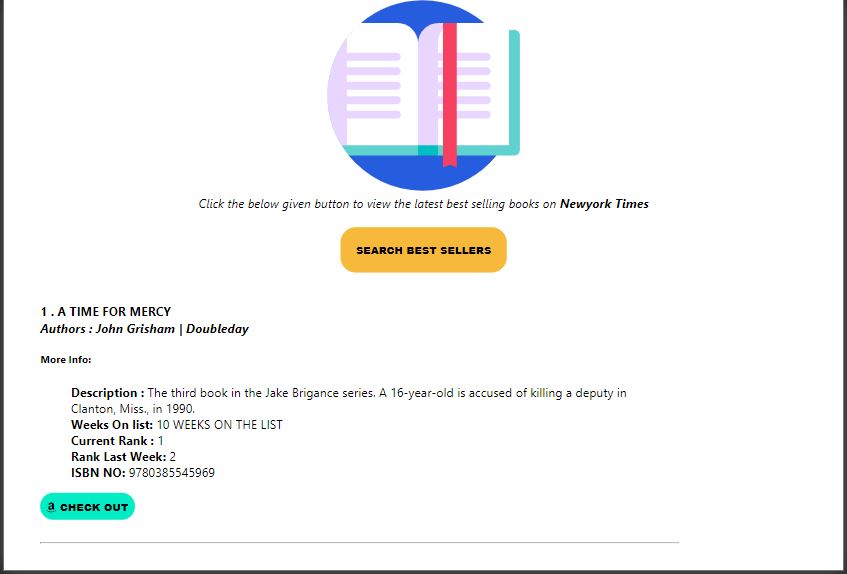 Click the below given button to view the latest best selling books on Newyork Times
SEARCH BEST SELLERS
1 . A TIME FOR MERCY
Authors : John Grisham | Doubleday
More Info:
Description : The third book in the Jake Brigance series. A 16-year-old is accused of killing a deputy in
Clanton, Miss., in 1990.
Weeks On list: 10 WEEKS ON THE LIST
Current Rank : 1
Rank Last Week: 2
ISBN NO: 9780385545969
a CHECK OUT